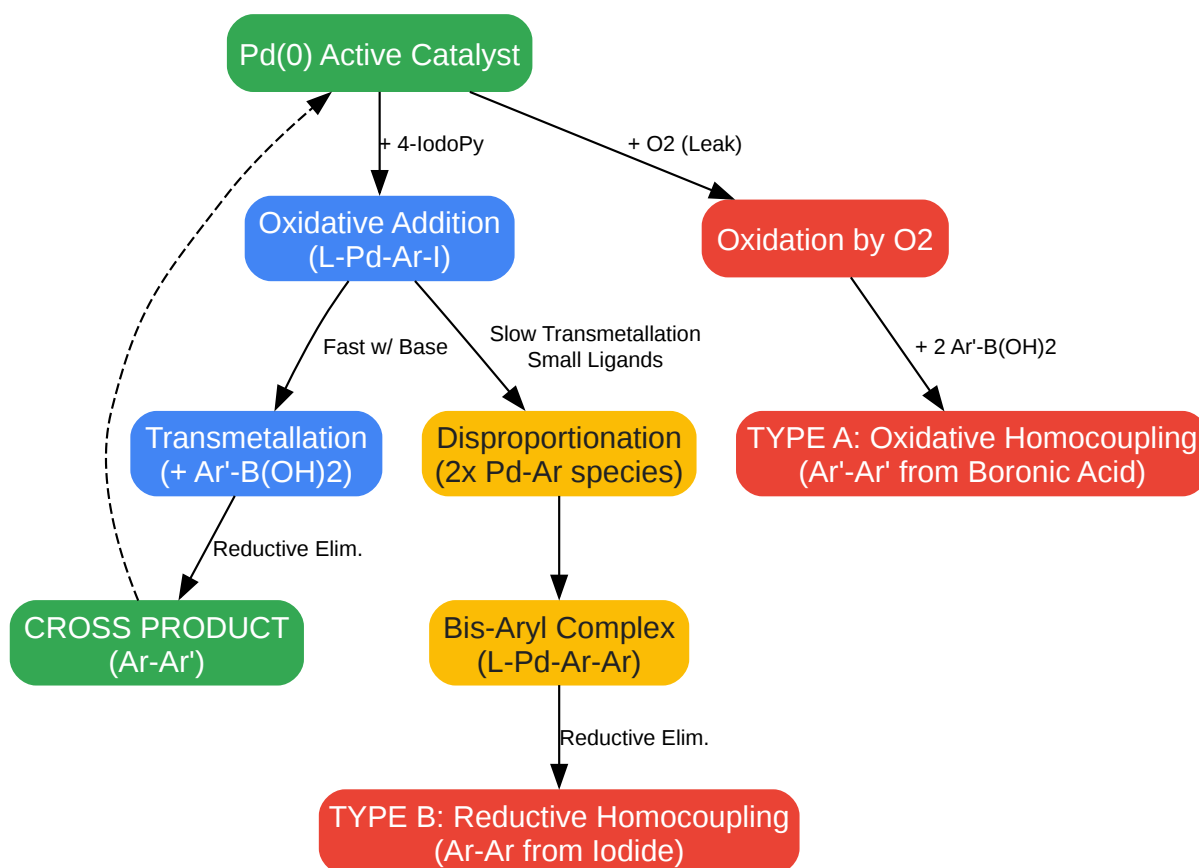 Pd(0) Active Catalyst
+ 4-IodoPy
+ O2 (Leak)
Oxidative Addition
(L-Pd-Ar-I)
Oxidation by O2
Fast w/ Base
Slow Transmetallation
Small Ligands
+ 2 Ar'-B(OH)2
Transmetallation
(+ Ar'-B(OH)2)
Disproportionation
(2x Pd-Ar species)
TYPE A: Oxidative Homocoupling
(Ar'-Ar' from Boronic Acid)
Reductive Elim.
CROSS PRODUCT
(Ar-Ar')
Bis-Aryl Complex
(L-Pd-Ar-Ar)
Reductive Elim.
TYPE B: Reductive Homocoupling
(Ar-Ar from Iodide)